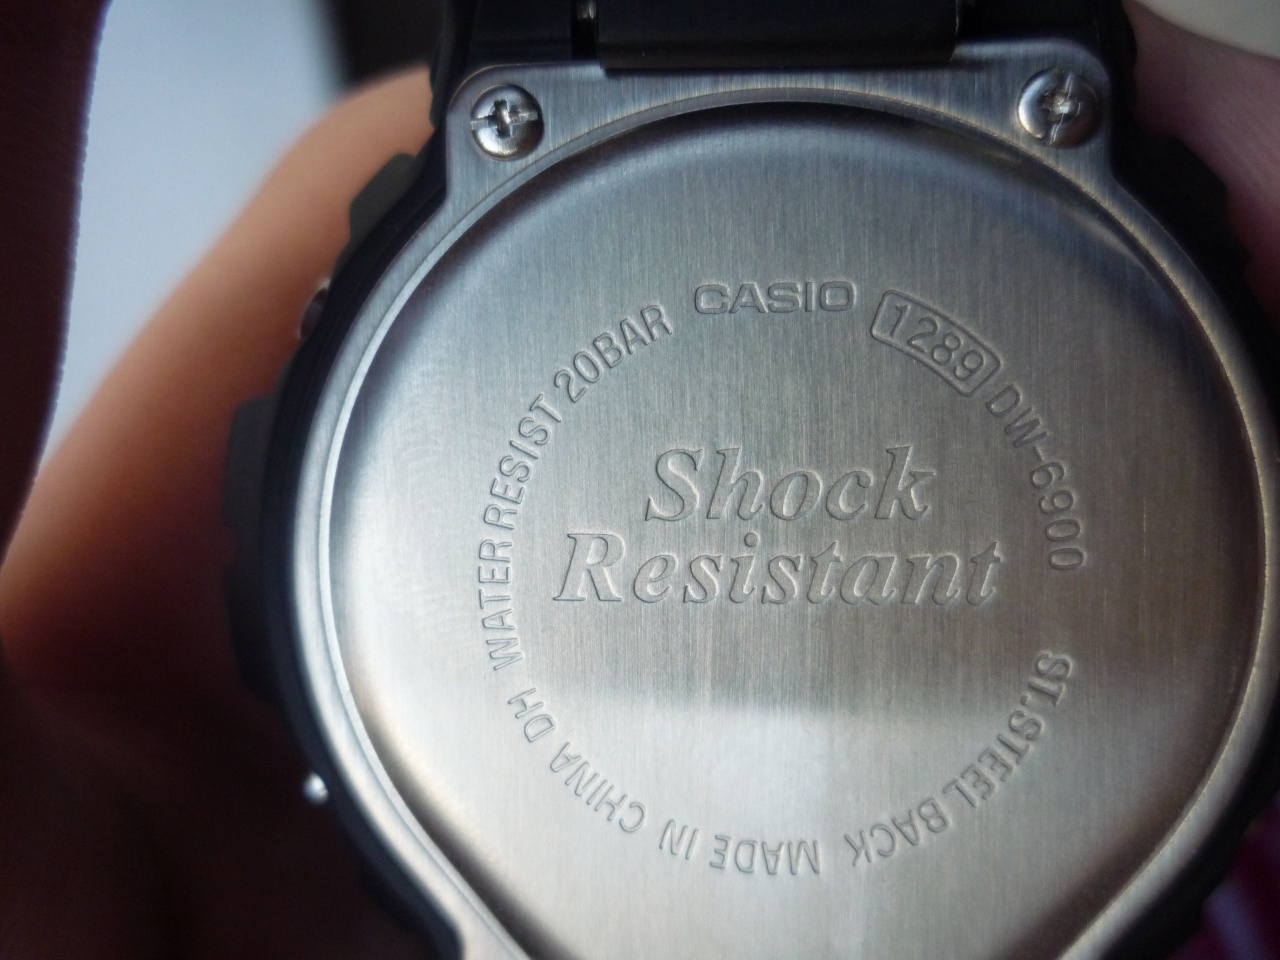 CASIO
1289
DW-6900
ST.STEEL BACK
MADE IN CHINA DH
WATER RESIST 20BAR
Shock
Resistant